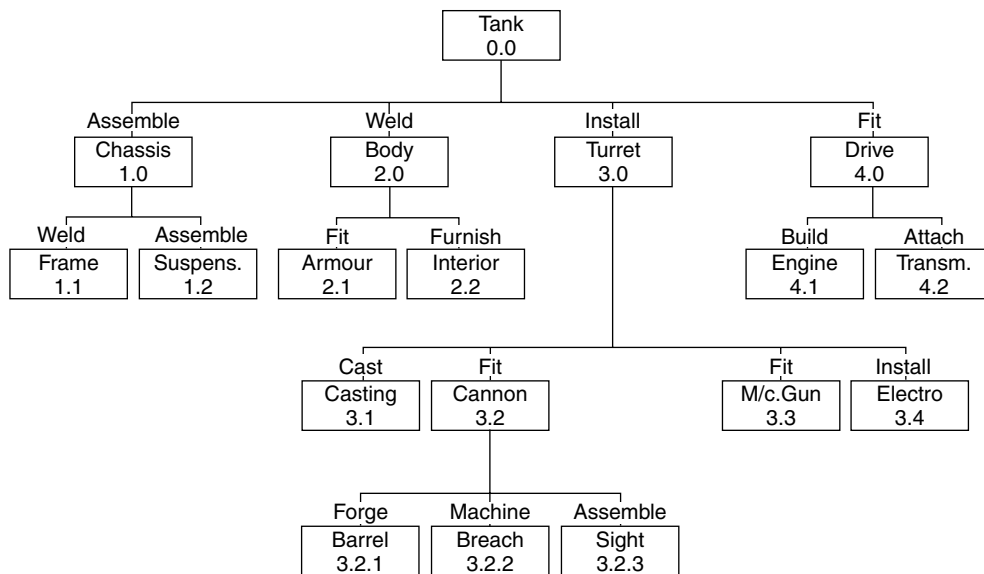 Tank
0.0
Assemble Weld Install Fit
Chassis Body Turret Drive
1.0 2.0 3.0 4.0
Weld Assemble Fit Furnish Build Attach
Frame Suspens. Armour Interior Engine Transm.
1.1 1.2 2.1 2.2 4.1 4.2
Cast Fit Fit Install
Casting Cannon M/c.Gun Electro
3.1 3.2 3.3 3.4
Forge Machine Assemble
Barrel Breach Sight
3.2.1 3.2.2 3.2.3